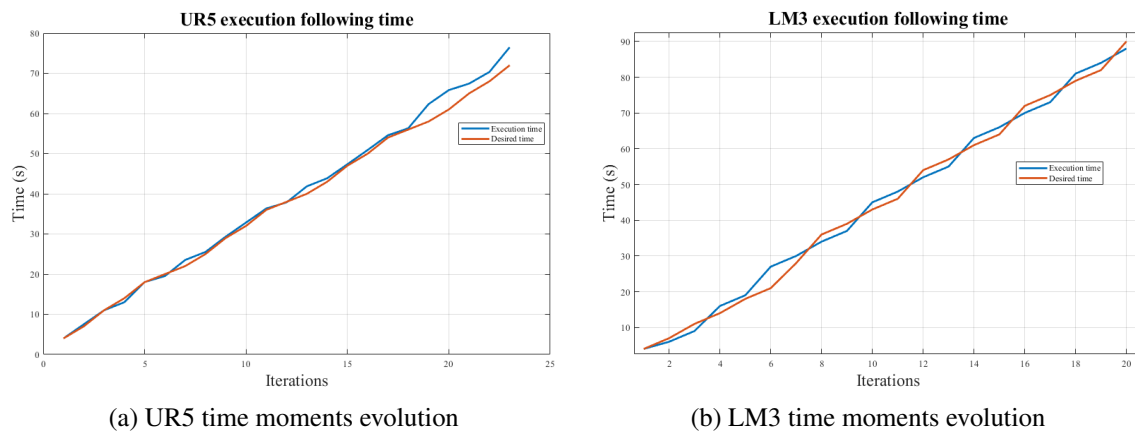 UR5 execution following time
80
70
60
50
40
30
20
10
0
Time (s)
Execution time
Desired time
0 5 10 15 20 25
Iterations
(a) UR5 time moments evolution
LM3 execution following time
90
80
70
60
50
40
30
20
10
Time (s)
Execution time
Desired time
2 4 6 8 10 12 14 16 18 20
Iterations
(b) LM3 time moments evolution